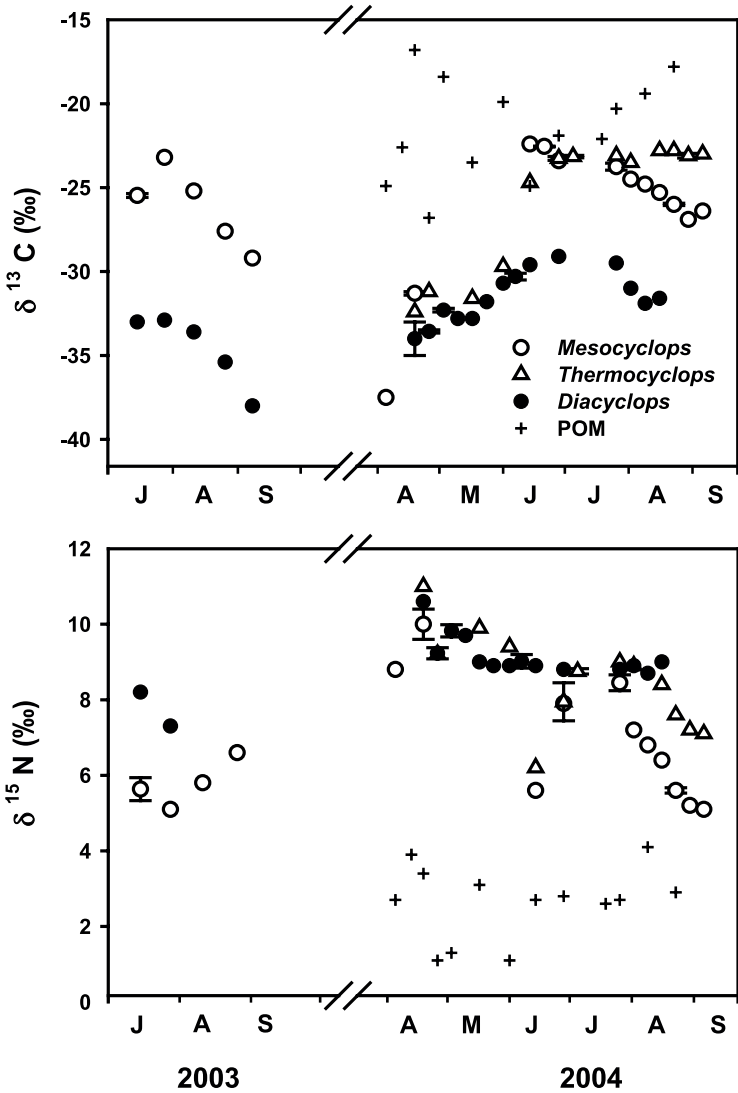 -15
-20
-25
-30
-35
-40
δ 13 C (‰)
Mesocyclops
Thermocyclops
Diacyclops
POM
J A S A M J J A S
12
10
8
6
4
2
0
δ 15 N (‰)
J A S A M J J A S
2003 2004